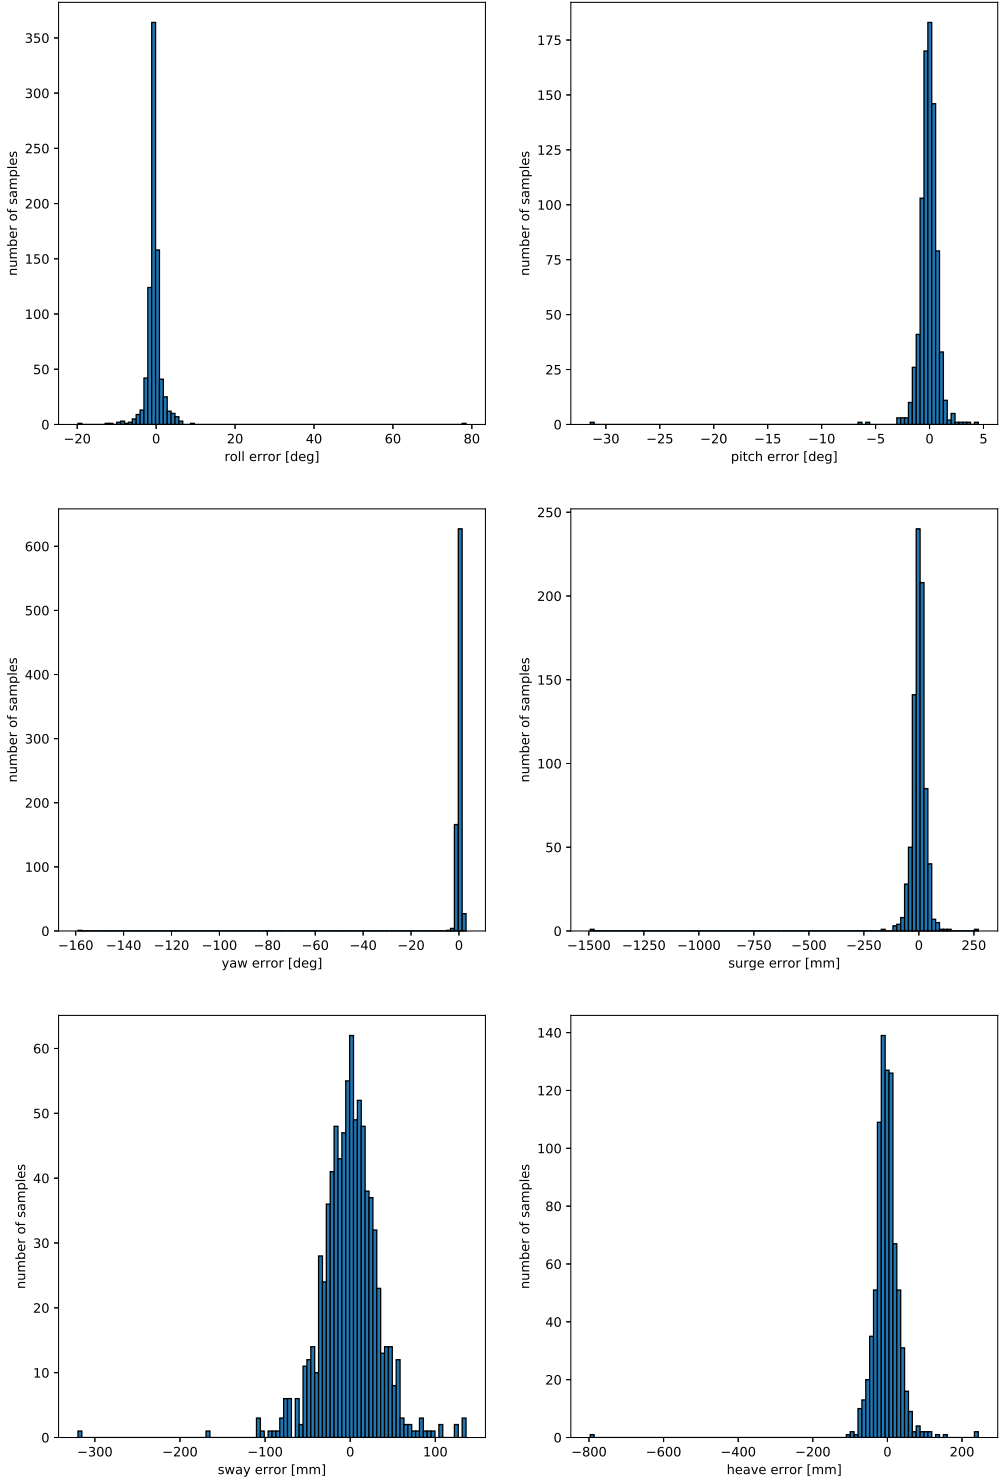 350
300
250
200
150
100
50
0
number of samples
−20 0 20 40 60 80
roll error [deg]
175
150
125
100
75
50
25
0
number of samples
−30 −25 −20 −15 −10 −5 0 5
pitch error [deg]
600
500
400
300
200
100
0
number of samples
−160 −140 −120 −100 −80 −60 −40 −20 0
yaw error [deg]
250
200
150
100
50
0
number of samples
−1500 −1250 −1000 −750 −500 −250 0 250
surge error [mm]
60
50
40
30
20
10
0
number of samples
−300 −200 −100 0 100
sway error [mm]
140
120
100
80
60
40
20
0
number of samples
−800 −600 −400 −200 0 200
heave error [mm]